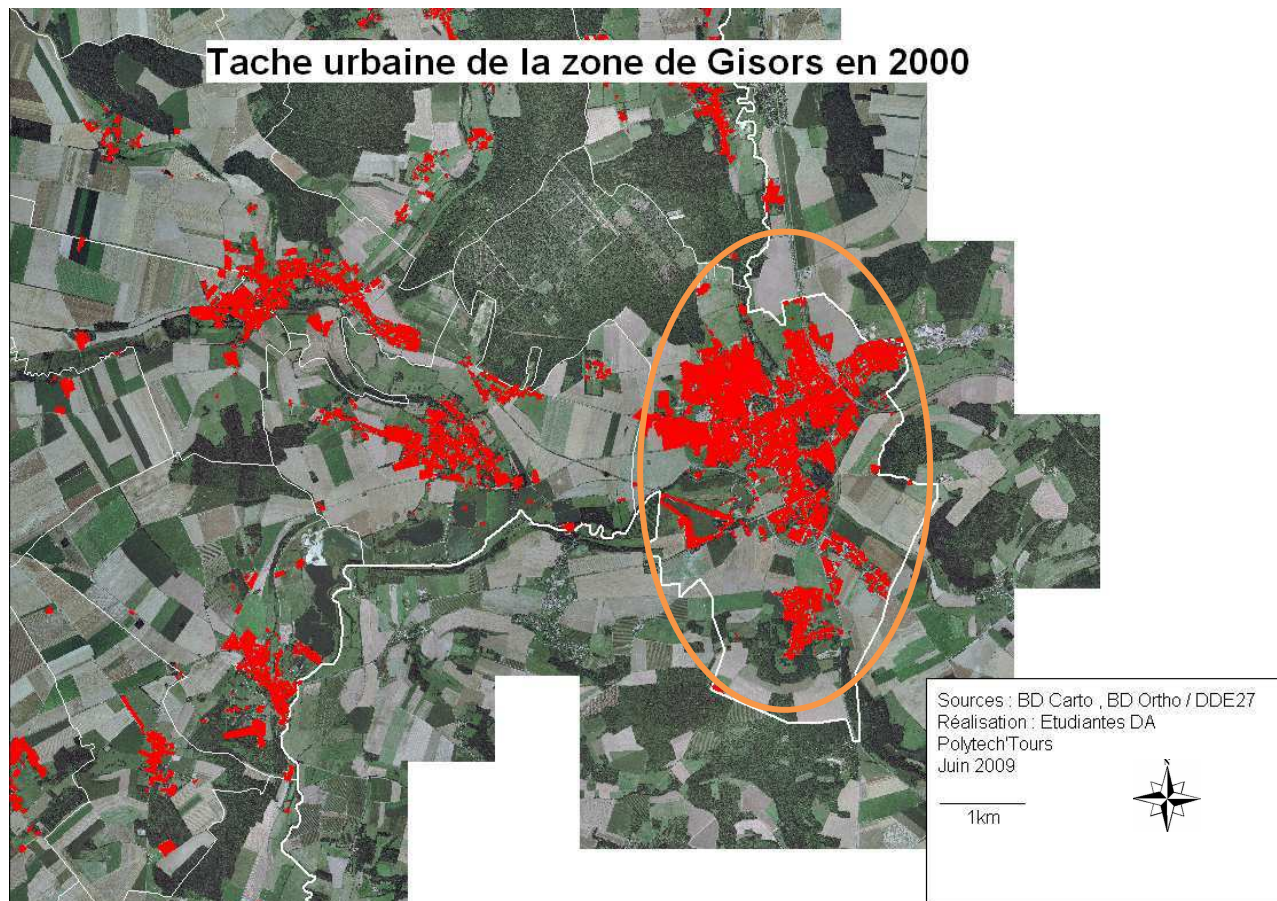 Tache urbaine de la zone de Gisors en 2000
Sources : BD Carto , BD Ortho / DDE27
Réalisation : Etudiantes DA
Polytech'Tours
Juin 2009
N
1km